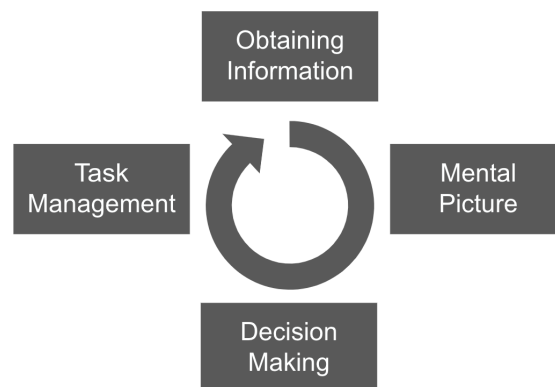 Obtaining
Information
Task
Management
Mental
Picture
Decision
Making